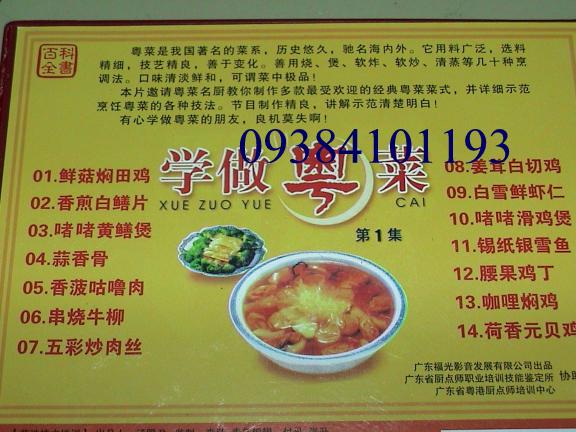 百科
全書
粤菜是我国著名的菜系，历史悠久，驰名海内外。它用料广泛，选料
精细，技艺精良，善于变化。善用烧、煲、软炸、软炒、清蒸等几十种烹
调法。口味清淡鲜和，可谓菜中极品！
本片邀请粤菜名厨教你制作多款最受欢迎的经典粤菜菜式，并详细示范
烹饪粤菜的各种技法。节目制作精良，讲解示范清楚明白！
有心学做粤菜的朋友，良机莫失啊！
09384101193
学做粤菜
XUE ZUO YUE CAI
第1集
01.鲜菇焖田鸡
02.香煎白鳝片
03.啫啫黄鳝煲
04.蒜香骨
05.香菠咕噜肉
06.串烧牛柳
07.五彩炒肉丝
08.姜茸白切鸡
09.白雪鲜虾仁
10.啫啫滑鸡煲
11.锡纸银雪鱼
12.腰果鸡丁
13.咖哩焖鸡
14.荷香元贝鸡
广东福光影音发展有限公司出品
广东省厨点师职业培训技能鉴定所
广东省粤港厨点师培训中心
协助